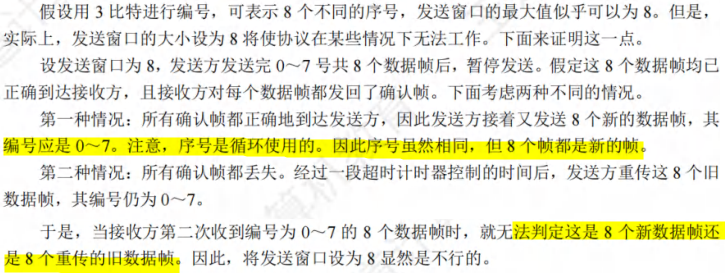 假设用 3 比特进行编号，可表示 8 个不同的序号，发送窗口的最大值似乎可以为 8。但是，
实际上，发送窗口的大小设为 8 将使协议在某些情况下无法工作。下面来证明这一点。
设发送窗口为 8，发送方发送完 0～7 号共 8 个数据帧后，暂停发送。假定这 8 个数据帧均已
正确到达接收方，且接收方对每个数据帧都发回了确认帧。下面考虑两种不同的情况。
第一种情况：所有确认帧都正确地到达发送方，因此发送方接着又发送 8 个新的数据帧，其
编号应是 0～7。注意，序号是循环使用的。因此序号虽然相同，但 8 个帧都是新的帧。
第二种情况：所有确认帧都丢失。经过一段超时计时器控制的时间后，发送方重传这 8 个旧
数据帧，其编号仍为 0～7。
于是，当接收方第二次收到编号为 0～7 的 8 个数据帧时，就无法判定这是 8 个新数据帧还
是 8 个重传的旧数据帧。因此，将发送窗口设为 8 显然是不行的。